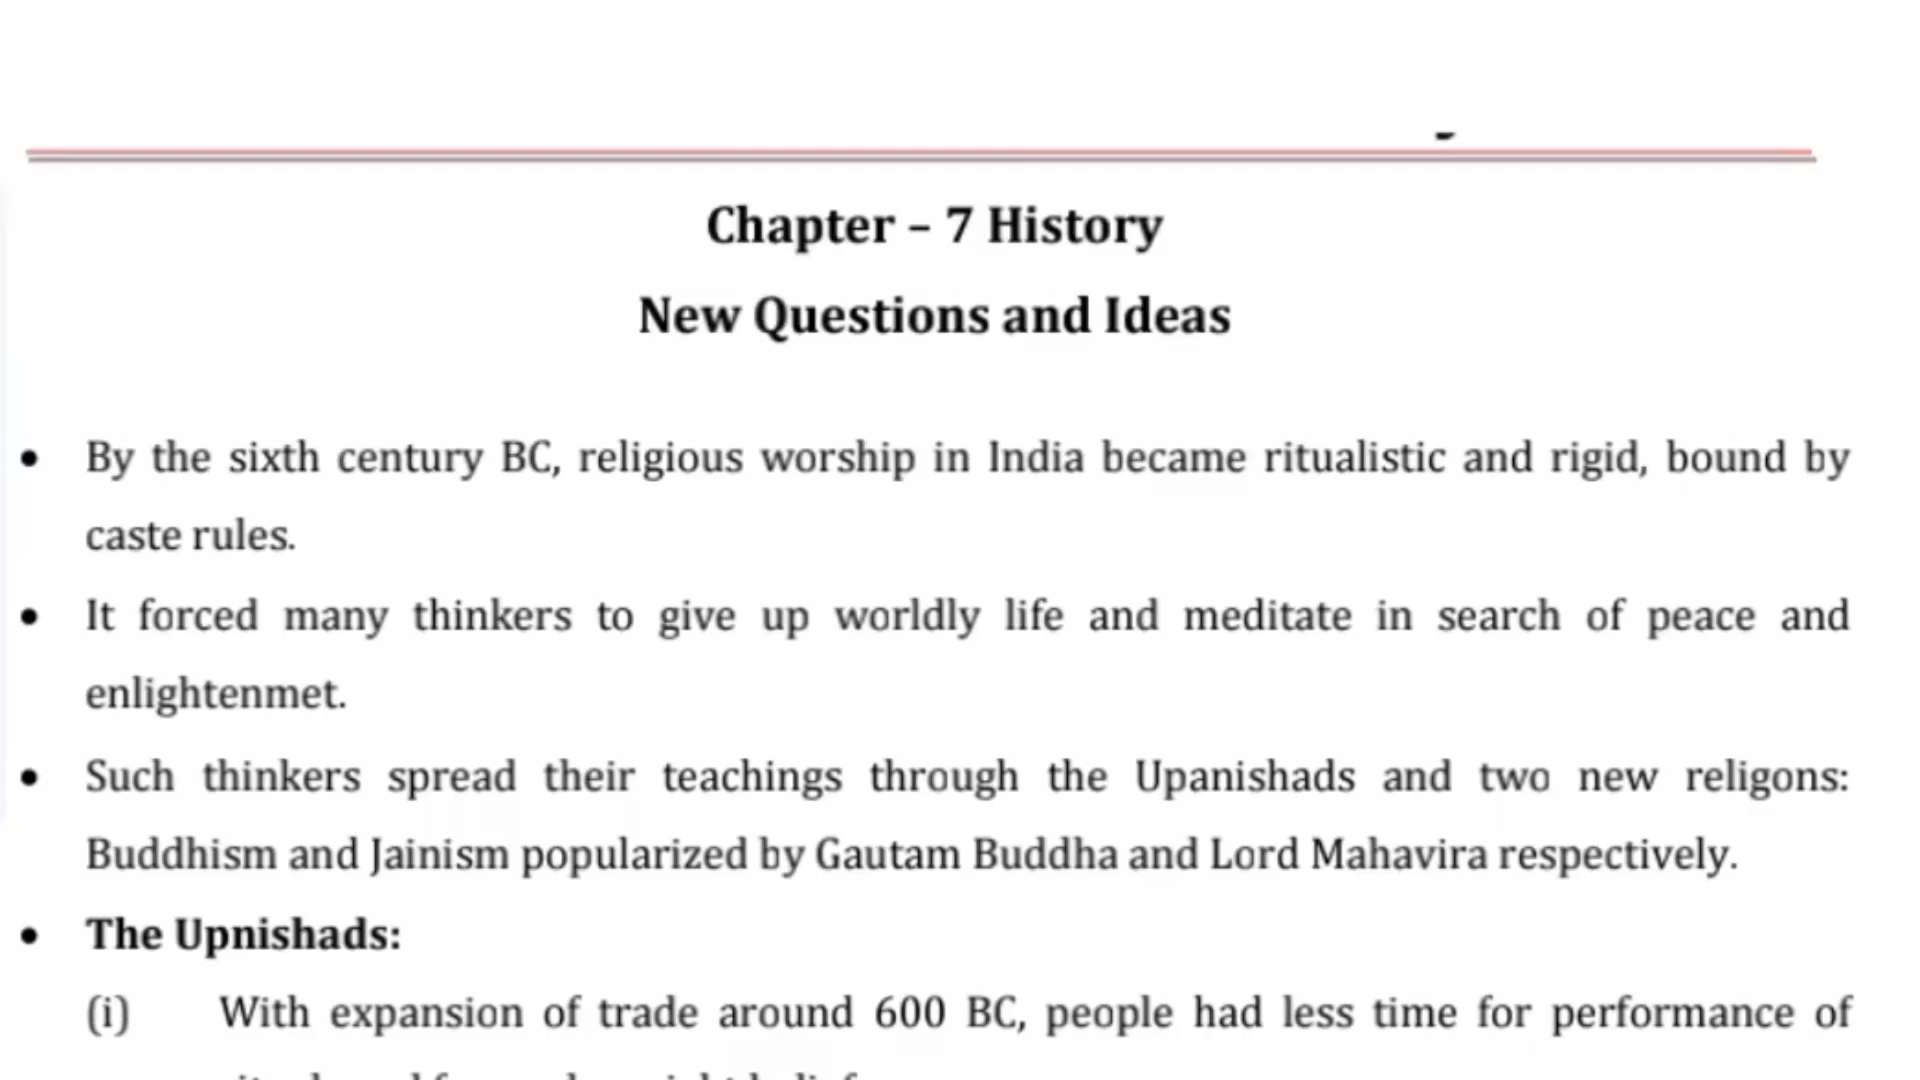 Chapter – 7 History
New Questions and Ideas
• By the sixth century BC, religious worship in India became ritualistic and rigid, bound by
caste rules.
• It forced many thinkers to give up worldly life and meditate in search of peace and
enlightenmet.
• Such thinkers spread their teachings through the Upanishads and two new religons:
Buddhism and Jainism popularized by Gautam Buddha and Lord Mahavira respectively.
• The Upnishads:
(i) With expansion of trade around 600 BC, people had less time for performance of